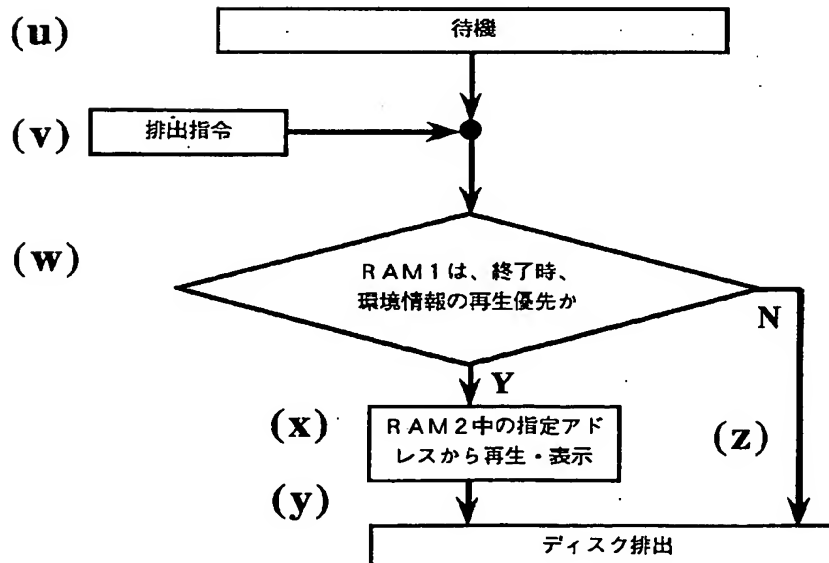 (u)
待機
(v)
排出指令
(w)
RAM1は、終了時、
環境情報の再生優先か
N
Y
(x)
RAM2中の指定アド
レスから再生・表示
(z)
(y)
ディスク排出